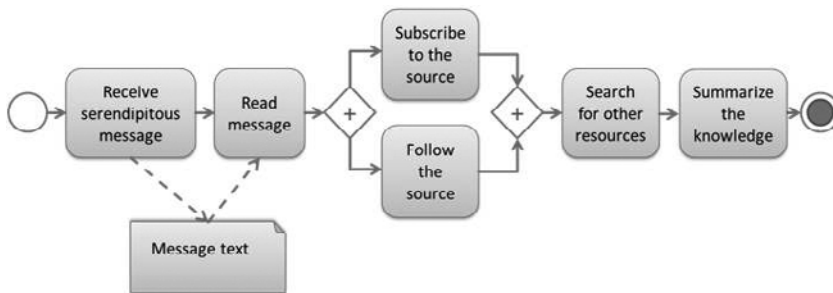 Receive
serendipitous
message
Read
message
+
Subscribe
to the
source
Follow
the
source
+
Search
for other
resources
Summarize
the
knowledge
Message text